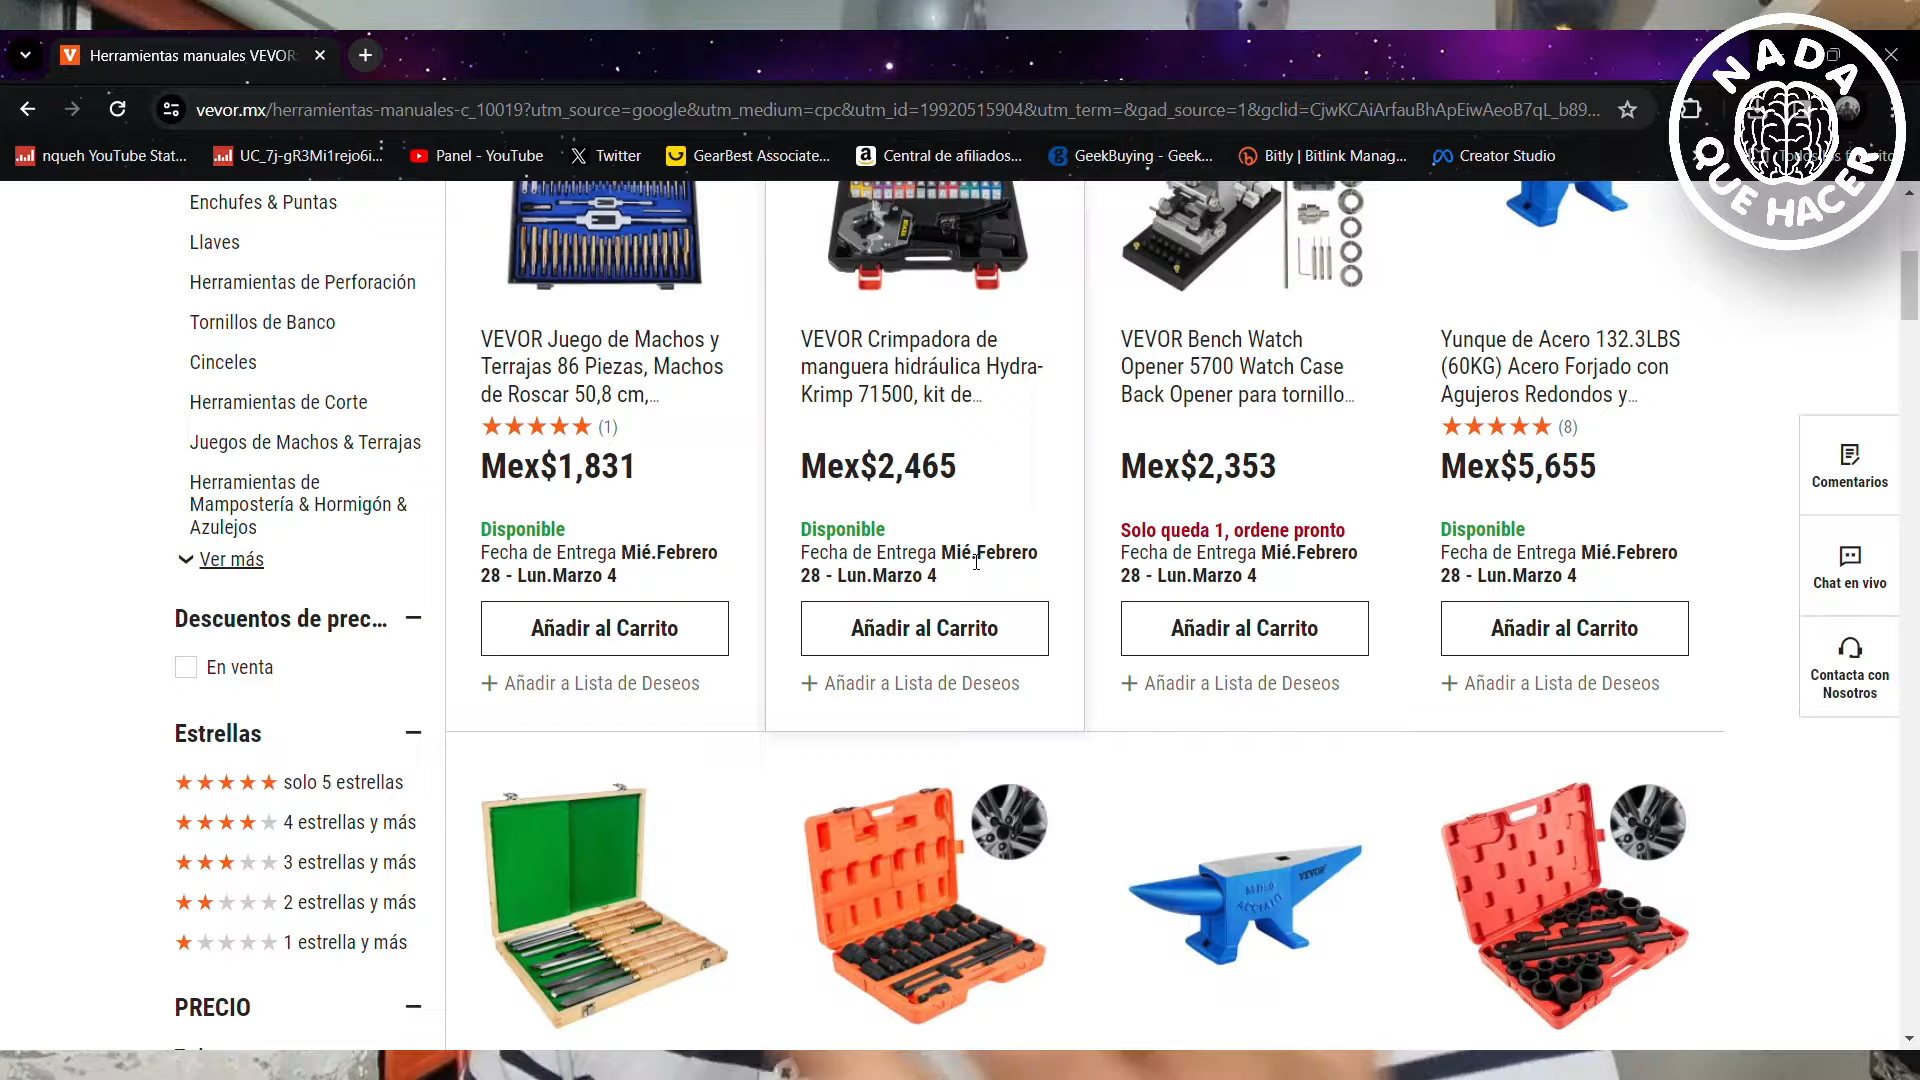 Herramientas manuales VEVOR
vevor.mx/herramientas-manuales-c_10019?utm_source=google&utm_medium=cpc&utm_id=19920515904&utm_term=&gad_source=1&gclid=CjwKCAiArfauBhApEiwAeoB7qL_b89...
nqueh YouTube Stat...
UC_7j-gR3Mi1rejo6i...
Panel - YouTube
Twitter
GearBest Associate...
Central de afiliados...
GeekBuying - Geek...
Bitly | Bitlink Manag...
Creator Studio
NADA
QUE HACER
Enchufes & Puntas
Llaves
Herramientas de Perforación
Tornillos de Banco
Cinceles
Herramientas de Corte
Juegos de Machos & Terrajas
Herramientas de
Mampostería & Hormigón &
Azulejos
Ver más
Descuentos de prec...
En venta
Estrellas
solo 5 estrellas
4 estrellas y más
3 estrellas y más
2 estrellas y más
1 estrella y más
PRECIO
VEVOR Juego de Machos y
Terrajas 86 Piezas, Machos
de Roscar 50,8 cm,...
(1)
Mex$1,831
Disponible
Fecha de Entrega Mié.Febrero
28 - Lun.Marzo 4
Añadir al Carrito
+ Añadir a Lista de Deseos
VEVOR Crimpadora de
manguera hidráulica Hydra-
Krimp 71500, kit de...
Mex$2,465
Disponible
Fecha de Entrega Mié.Febrero
28 - Lun.Marzo 4
Añadir al Carrito
+ Añadir a Lista de Deseos
VEVOR Bench Watch
Opener 5700 Watch Case
Back Opener para tornillo...
Mex$2,353
Solo queda 1, ordene pronto
Fecha de Entrega Mié.Febrero
28 - Lun.Marzo 4
Añadir al Carrito
+ Añadir a Lista de Deseos
Yunque de Acero 132.3LBS
(60KG) Acero Forjado con
Agujeros Redondos y...
(8)
Mex$5,655
Disponible
Fecha de Entrega Mié.Febrero
28 - Lun.Marzo 4
Añadir al Carrito
+ Añadir a Lista de Deseos
VEVOR
ACCIAIO
Comentarios
Chat en vivo
Contacta con
Nosotros